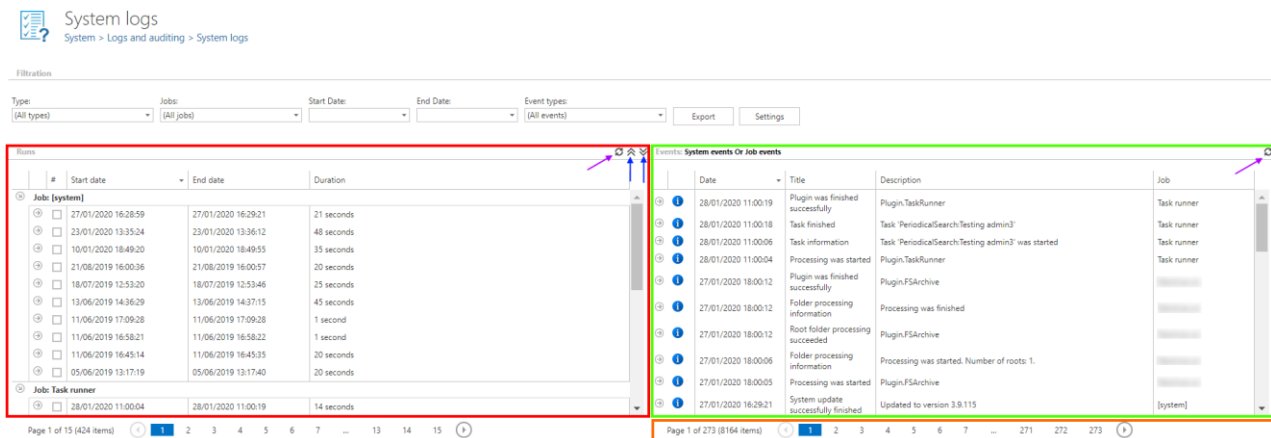 System logs
System > Logs and auditing > System logs
Filtration
Type: Jobs: Start Date: End Date: Event types:
(All types) (All jobs) (All events) Export Settings
Runs
# Start date End date Duration
Job: [system]
27/01/2020 16:28:59 27/01/2020 16:29:21 21 seconds
23/01/2020 13:35:24 23/01/2020 13:36:12 48 seconds
10/01/2020 18:49:20 10/01/2020 18:49:55 35 seconds
21/08/2019 16:00:36 21/08/2019 16:00:57 20 seconds
18/07/2019 12:53:20 18/07/2019 12:53:46 25 seconds
13/06/2019 14:36:29 13/06/2019 14:37:15 45 seconds
11/06/2019 17:09:28 11/06/2019 17:09:28 1 second
11/06/2019 16:58:21 11/06/2019 16:58:22 1 second
11/06/2019 16:45:14 11/06/2019 16:45:35 20 seconds
05/06/2019 13:17:19 05/06/2019 13:17:40 20 seconds
Job: Task runner
28/01/2020 11:00:04 28/01/2020 11:00:19 14 seconds
Page 1 of 15 (424 items) 1 2 3 4 5 6 7 ... 13 14 15
Events: System events Or Job events
Date Title Description Job
28/01/2020 11:00:19 Plugin was finished successfully Plugin.TaskRunner Task runner
28/01/2020 11:00:18 Task finished Task 'PeriodicalSearch:Testing admin3' Task runner
28/01/2020 11:00:06 Task information Task 'PeriodicalSearch:Testing admin3' was started Task runner
28/01/2020 11:00:04 Processing was started Plugin.TaskRunner Task runner
27/01/2020 18:00:12 Plugin was finished successfully Plugin.FSArchive
27/01/2020 18:00:12 Folder processing information Processing was finished
27/01/2020 18:00:12 Root folder processing succeeded Plugin.FSArchive
27/01/2020 18:00:06 Folder processing information Processing was started. Number of roots: 1.
27/01/2020 18:00:05 Processing was started Plugin.FSArchive
27/01/2020 16:29:21 System update successfully finished Updated to version 3.9.115 [system]
Page 1 of 273 (8164 items) 1 2 3 4 5 6 7 ... 271 272 273